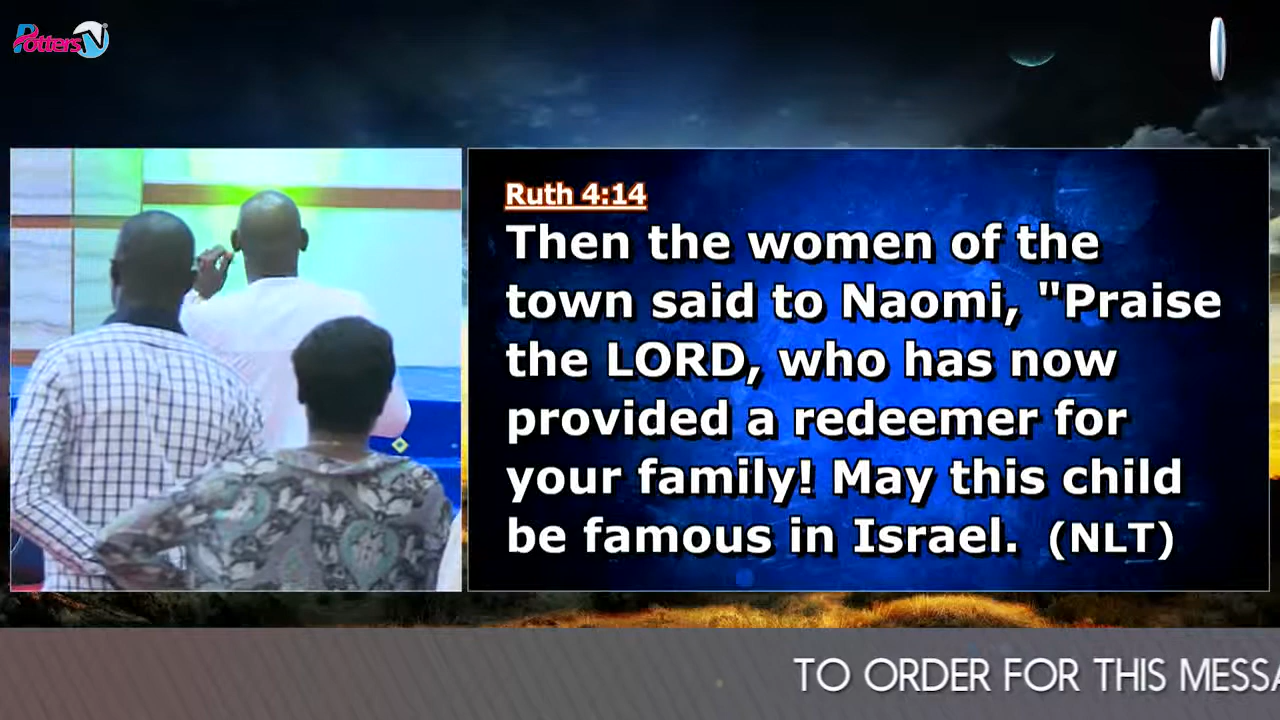 PottersTV
Ruth 4:14
Then the women of the
town said to Naomi, "Praise
the LORD, who has now
provided a redeemer for
your family! May this child
be famous in Israel. (NLT)
TO ORDER FOR THIS MESSA